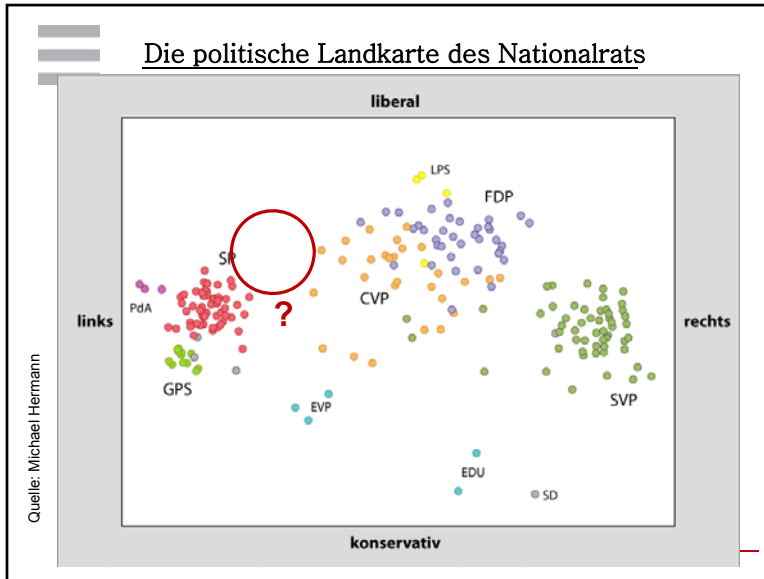 Die politische Landkarte des Nationalrats
liberal
LPS
FDP
SP
CVP
PdA
?
links
rechts
GPS
SVP
EVP
EDU
SD
konservativ
Quelle: Michael Hermann